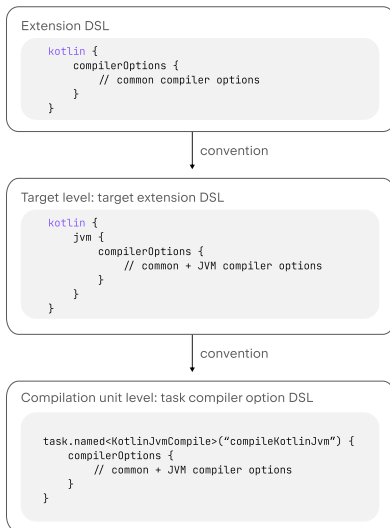 Extension DSL
kotlin {
    compilerOptions {
        // common compiler options
    }
}
convention
Target level: target extension DSL
kotlin {
    jvm {
        compilerOptions {
            // common + JVM compiler options
        }
    }
}
convention
Compilation unit level: task compiler option DSL
task.named<KotlinJvmCompile>(“compileKotlinJvm”) {
    compilerOptions {
        // common + JVM compiler options
    }
}